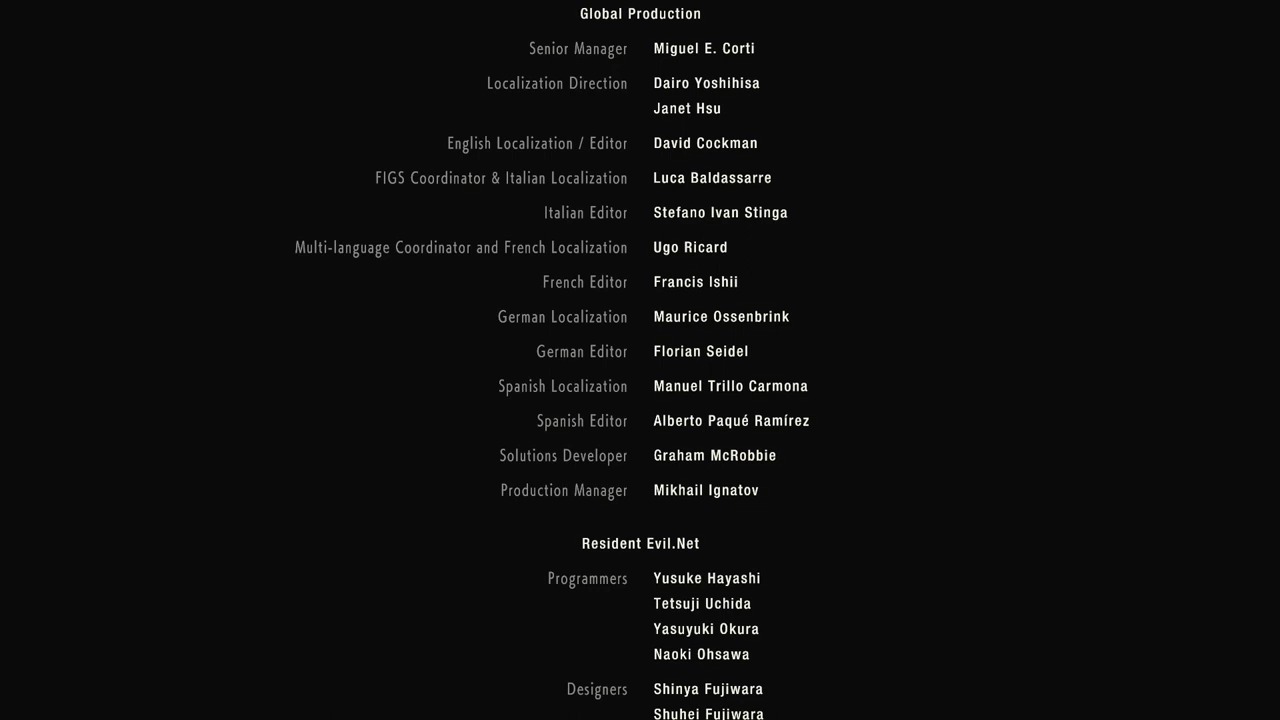 Global Production
Senior Manager Miguel E. Corti
Localization Direction Dairo Yoshihisa
Janet Hsu
English Localization / Editor David Cockman
FIGS Coordinator & Italian Localization Luca Baldassarre
Italian Editor Stefano Ivan Stinga
Multi-language Coordinator and French Localization Ugo Ricard
French Editor Francis Ishii
German Localization Maurice Ossenbrink
German Editor Florian Seidel
Spanish Localization Manuel Trillo Carmona
Spanish Editor Alberto Paqué Ramírez
Solutions Developer Graham McRobbie
Production Manager Mikhail Ignatov
Resident Evil.Net
Programmers Yusuke Hayashi
Tetsuji Uchida
Yasuyuki Okura
Naoki Ohsawa
Designers Shinya Fujiwara
Shuhei Fujiwara